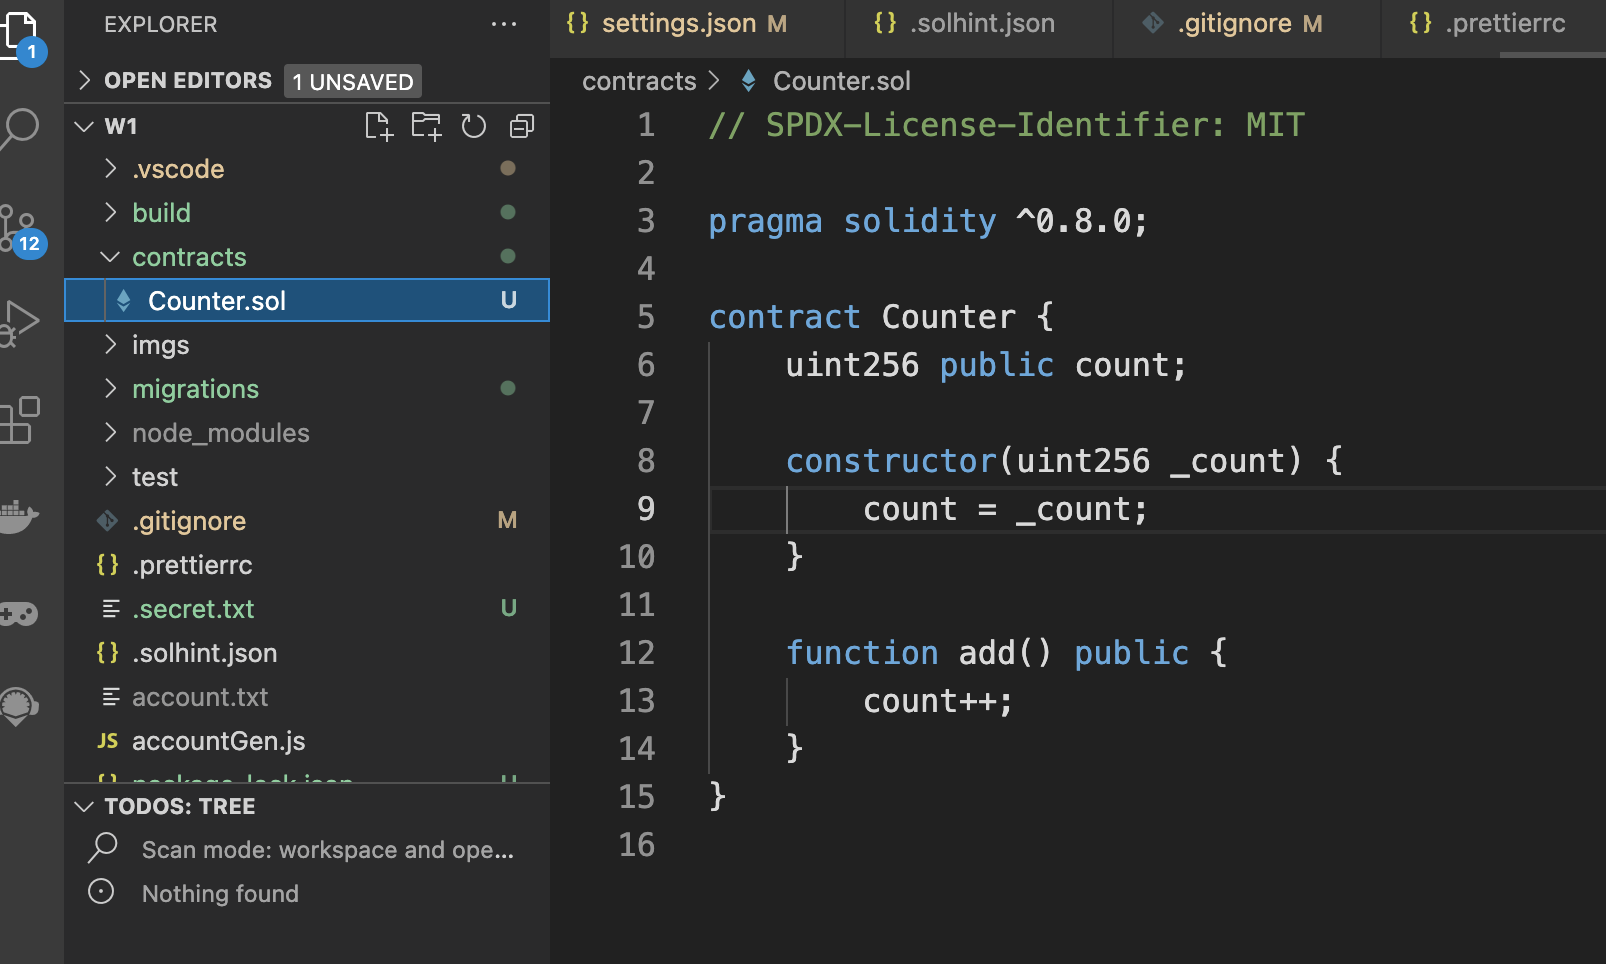 EXPLORER
1
OPEN EDITORS 1 UNSAVED
W1
.vscode
build
contracts
Counter.sol U
imgs
migrations
node_modules
test
.gitignore M
.prettierrc
.secret.txt U
.solhint.json
account.txt
JS accountGen.js
package-lock.json U
12
TODOS: TREE
Scan mode: workspace and ope...
Nothing found
{} settings.json M
{} .solhint.json
.gitignore M
{} .prettierrc
contracts > Counter.sol
1 // SPDX-License-Identifier: MIT
2
3 pragma solidity ^0.8.0;
4
5 contract Counter {
6 uint256 public count;
7
8 constructor(uint256 _count) {
9 count = _count;
10 }
11
12 function add() public {
13 count++;
14 }
15 }
16